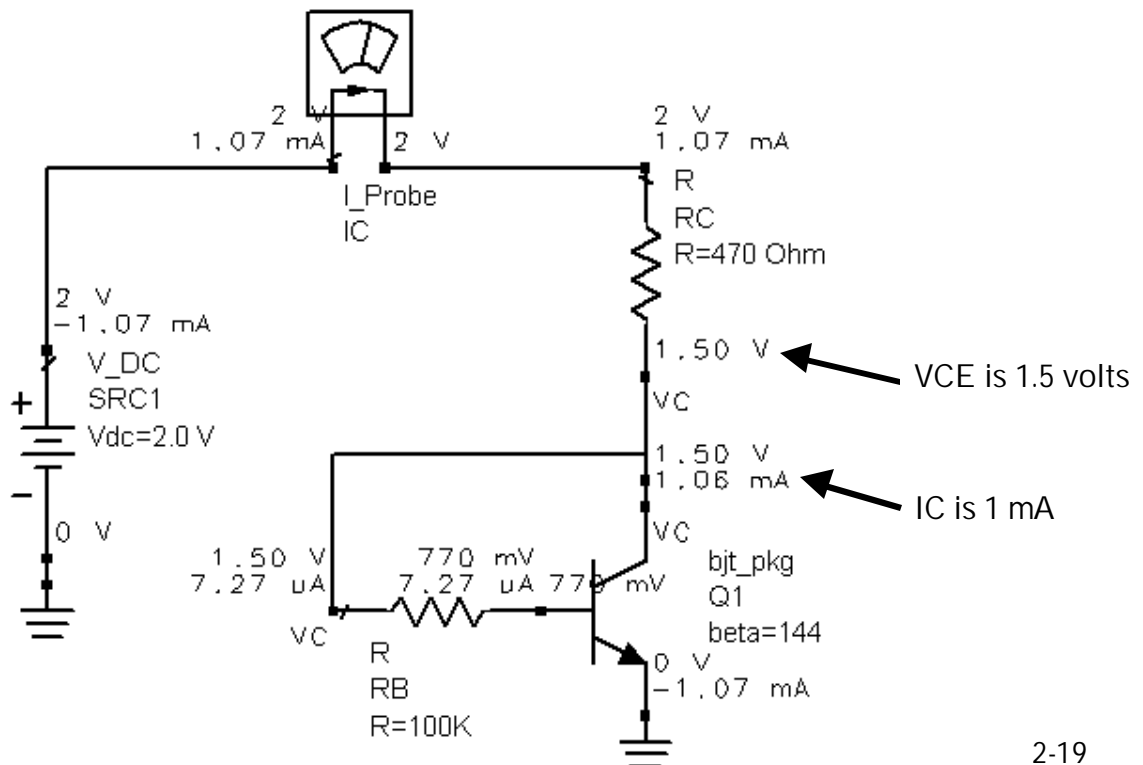 2 V
1.07 mA
2 V
2 V
1.07 mA
I_Probe
IC
R
RC
R=470 Ohm
2 V
-1.07 mA
V_DC
SRC1
Vdc=2.0 V
+
-
0 V
1.50 V
VCE is 1.5 volts
VC
1.50 V
1.06 mA
IC is 1 mA
VC
1.50 V
7.27 uA
770 mV
7.27 uA
770 mV
VC
R
RB
R=100K
bjt_pkg
Q1
beta=144
0 V
-1.07 mA
2-19